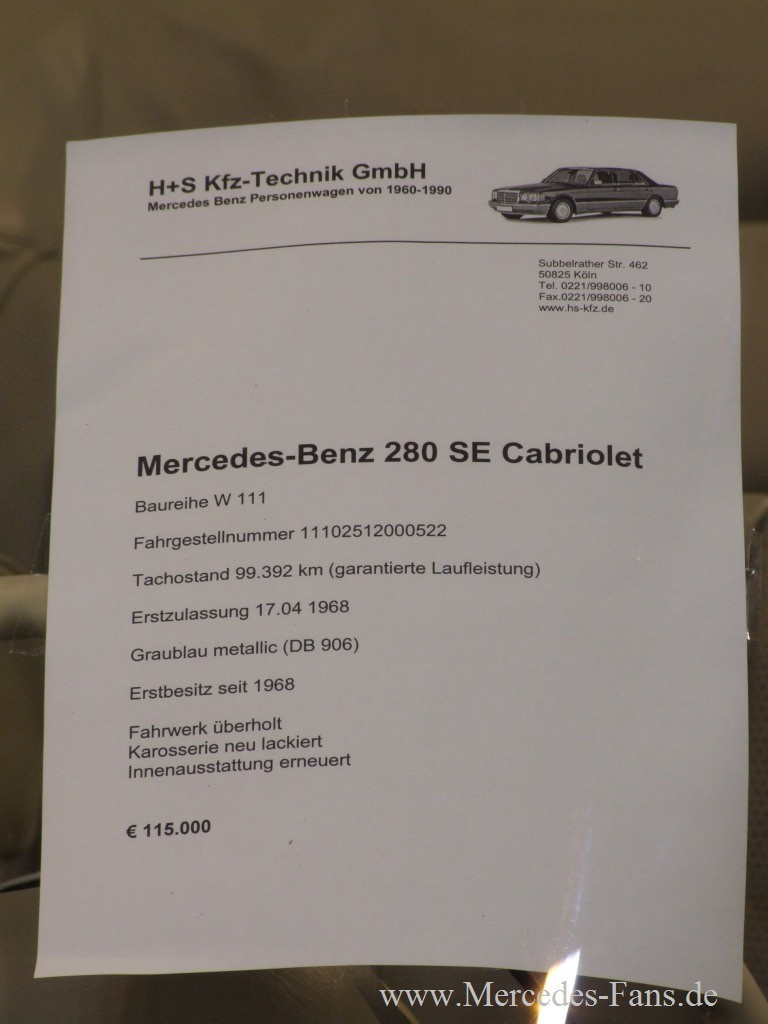 H+S Kfz-Technik GmbH
Mercedes Benz Personenwagen von 1960-1990
Subbelrather Str. 462
50825 Köln
Tel. 0221/998006 - 10
Fax.0221/998006 - 20
www.hs-kfz.de
Mercedes-Benz 280 SE Cabriolet
Baureihe W 111
Fahrgestellnummer 11102512000522
Tachostand 99.392 km (garantierte Laufleistung)
Erstzulassung 17.04 1968
Graublau metallic (DB 906)
Erstbesitz seit 1968
Fahrwerk überholt
Karosserie neu lackiert
Innenausstattung erneuert
€ 115.000
www.Mercedes-Fans.de